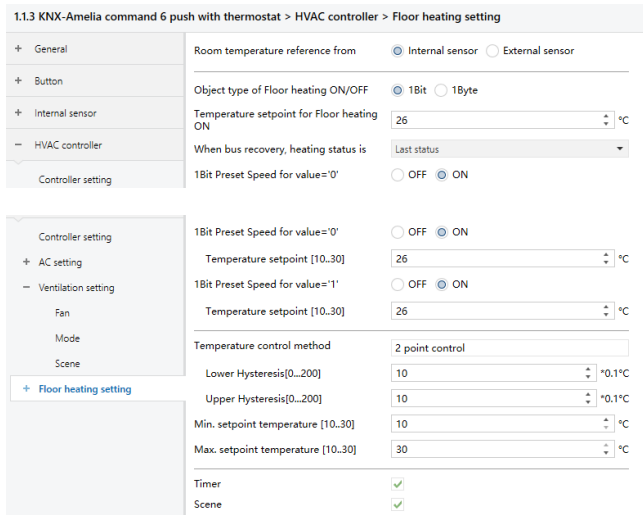 1.1.3 KNX-Amelia command 6 push with thermostat > HVAC controller > Floor heating setting
+ General
Room temperature reference from Internal sensor External sensor
+ Button
Object type of Floor heating ON/OFF 1Bit 1Byte
+ Internal sensor
Temperature setpoint for Floor heating
ON
26 °C
− HVAC controller
When bus recovery, heating status is Last status
Controller setting
1Bit Preset Speed for value='0' OFF ON
Controller setting
1Bit Preset Speed for value='0' OFF ON
+ AC setting
Temperature setpoint [10..30] 26 °C
− Ventilation setting
1Bit Preset Speed for value='1' OFF ON
Fan
Temperature setpoint [10..30] 26 °C
Mode
Temperature control method 2 point control
Scene
Lower Hysteresis[0...200] 10 *0.1°C
+ Floor heating setting
Upper Hysteresis[0...200] 10 *0.1°C
Min. setpoint temperature [10..30] 10 °C
Max. setpoint temperature [10..30] 30 °C
Timer
Scene